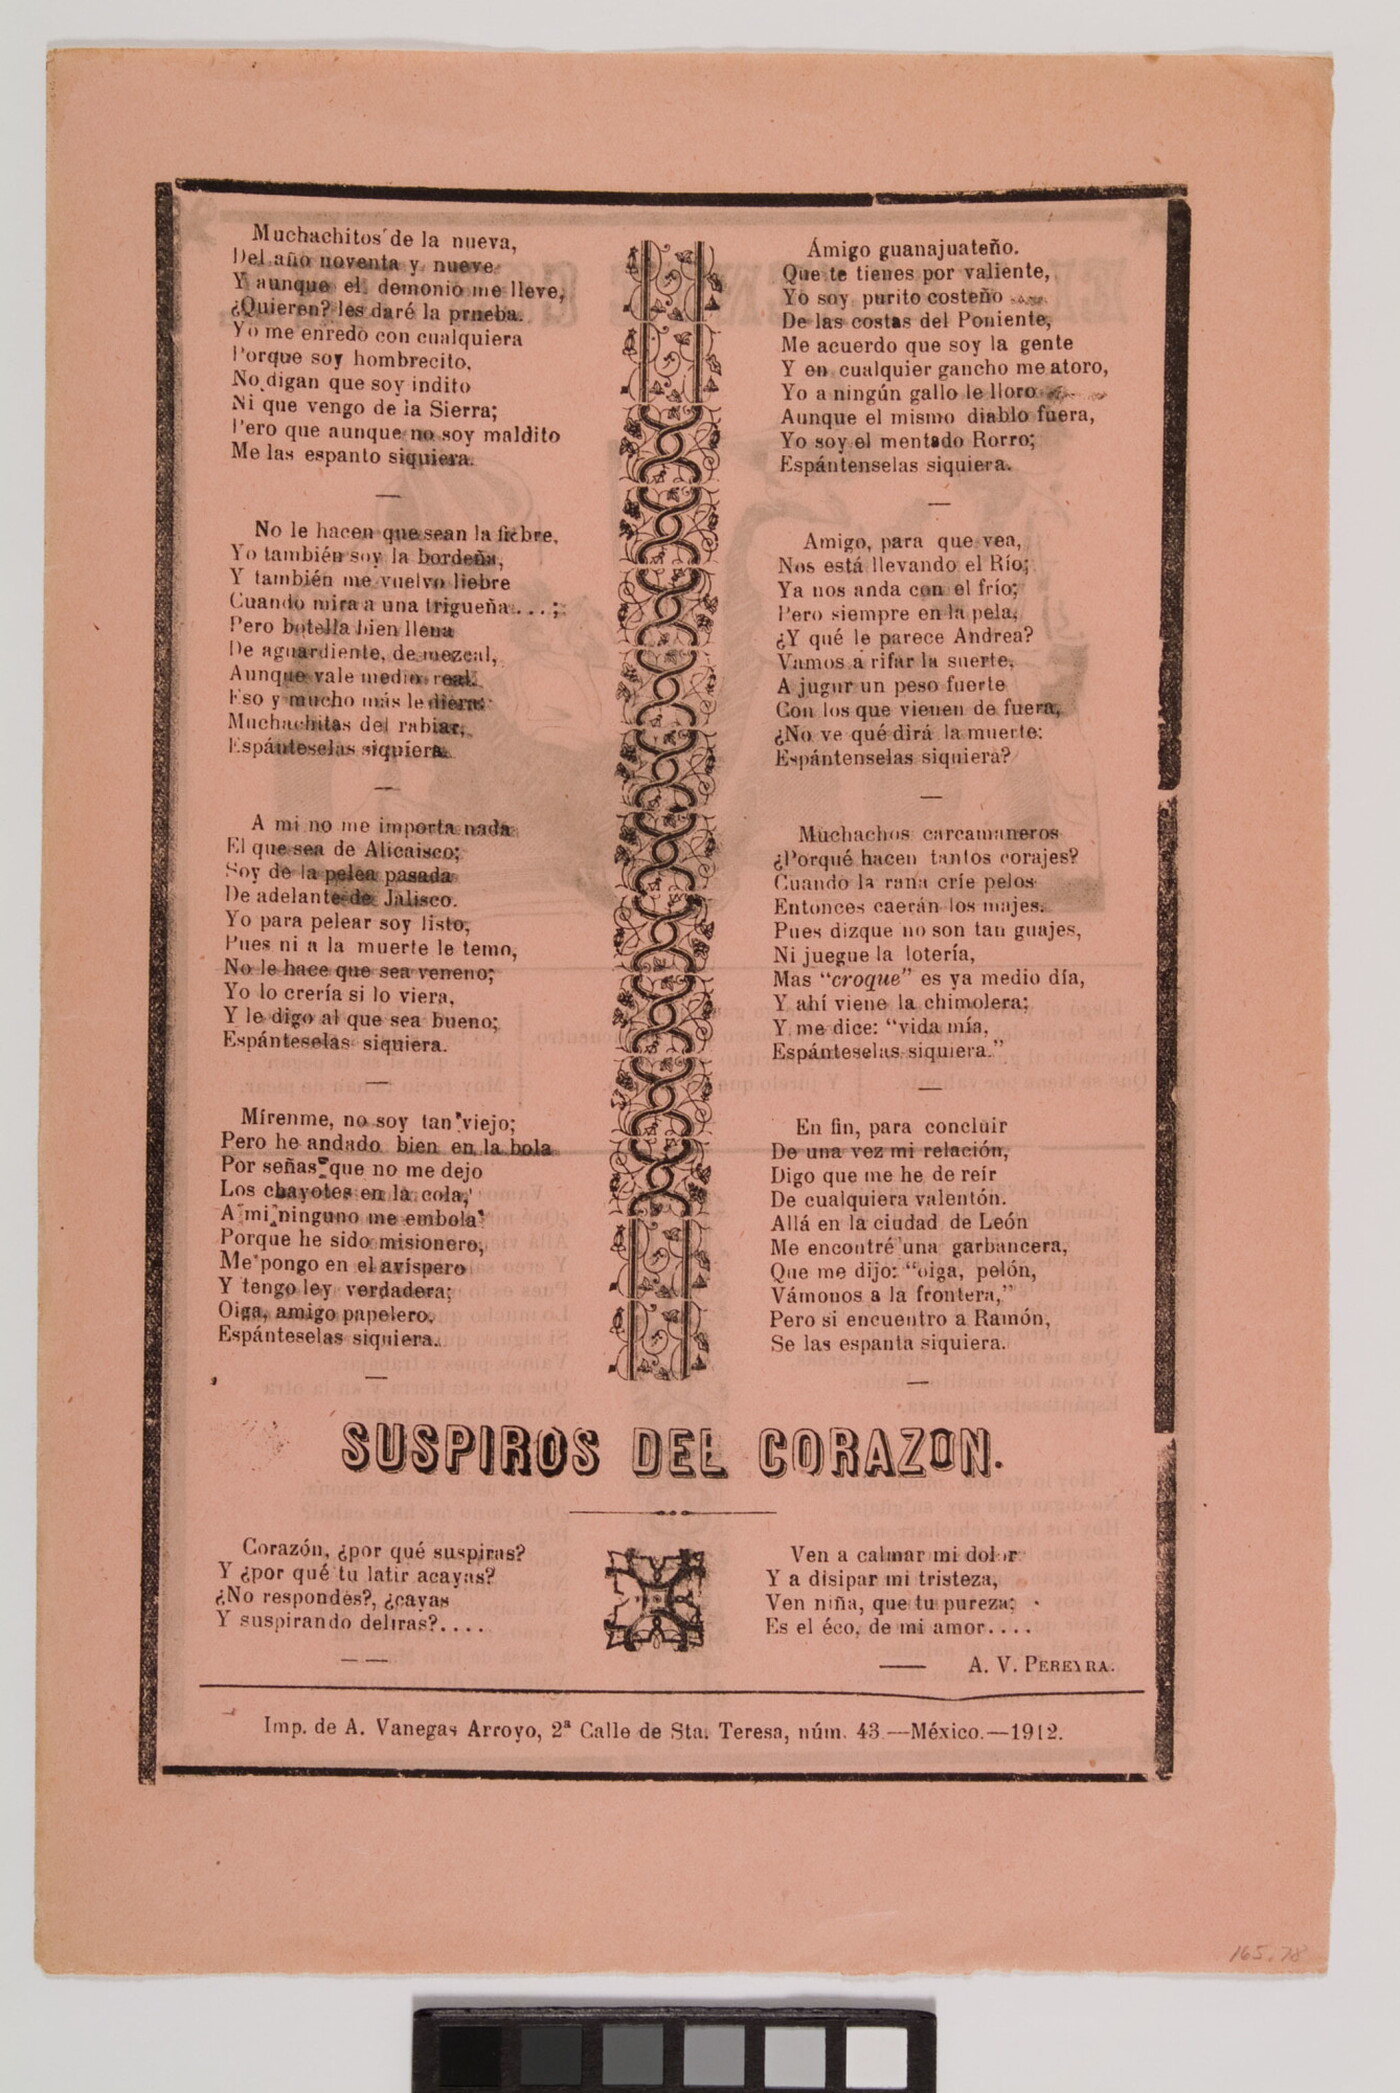 Muchachitos de la nueva,
Del año noventa y nueve
Y aunque el demonio me lleve,
¿Quieren? les daré la prueba.
Yo me enredo con cualquiera
Porque soy hombrecito,
No digan que soy indito
Ni que vengo de la Sierra;
Pero que aunque no soy maldito
Me las espanto siquiera.
—
No le hacen que sean la fiebre,
Yo también soy la bordeña,
Y también me vuelvo liebre
Cuando mira a una trigueña....;
Pero botella bien llena
De aguardiente, de mezcal,
Aunque vale medio real.
Eso y mucho más le diera:
Muchachitas del rabiar,
Espánteselas siquiera.
—
A mi no me importa nada
El que sea de Alicaisco;
Soy de la pelea pasada
De adelante de Jalisco.
Yo para pelear soy listo,
Pues ni a la muerte le temo,
No le hace que sea veneno;
Yo lo crería si lo viera,
Y le digo al que sea bueno;
Espánteselas siquiera.
—
Mírenme, no soy tan viejo;
Pero he andado bien en la bola
Por señas que no me dejo
Los chayotes en la cola,
A mi ninguno me embola
Porque he sido misionero,
Me pongo en el avispero
Y tengo ley verdadera;
Oiga, amigo papelero,
Espánteselas siquiera.
—
Ámigo guanajuateño.
Que te tienes por valiente,
Yo soy purito costeño
De las costas del Poniente,
Me acuerdo que soy la gente
Y en cualquier gancho me atoro,
Yo a ningún gallo le lloro
Aunque el mismo diablo fuera,
Yo soy el mentado Rorro;
Espántenselas siquiera.
—
Amigo, para que vea,
Nos está llevando el Río;
Ya nos anda con el frío;
Pero siempre en la pela,
¿Y qué le parece Andrea?
Vamos a rifar la suerte,
A jugur un peso fuerte
Con los que vienen de fuera,
¿No ve qué dirá la muerte:
Espántenselas siquiera?
—
Muchachos carcamaneros
¿Porqué hacen tantos corajes?
Cuando la rana críe pelos
Entonces caerán los majes.
Pues dizque no son tan guajes,
Ni juegue la lotería,
Mas "croque" es ya medio día,
Y ahí viene la chimolera;
Y me dice: "vida mía,
Espánteselas siquiera."
—
En fin, para concluir
De una vez mi relación,
Digo que me he de reír
De cualquiera valentón.
Allá en la ciudad de León
Me encontré una garbancera,
Que me dijo: "oiga, pelón,
Vámonos a la frontera,"
Pero si encuentro a Ramón,
Se las espanta siquiera.
—
SUSPIROS DEL CORAZON.
Corazón, ¿por qué suspiras?
Y ¿por qué tu latir acayas?
¿No respondes?, ¿cayas
Y suspirando deliras?....
— —
Ven a calmar mi dolor
Y a disipar mi tristeza,
Ven niña, que tu pureza;
Es el éco, de mi amor....
— A. V. PEREYRA.
Imp. de A. Vanegas Arroyo, 2ª Calle de Sta. Teresa, núm. 43.—México.—1912.
165.78